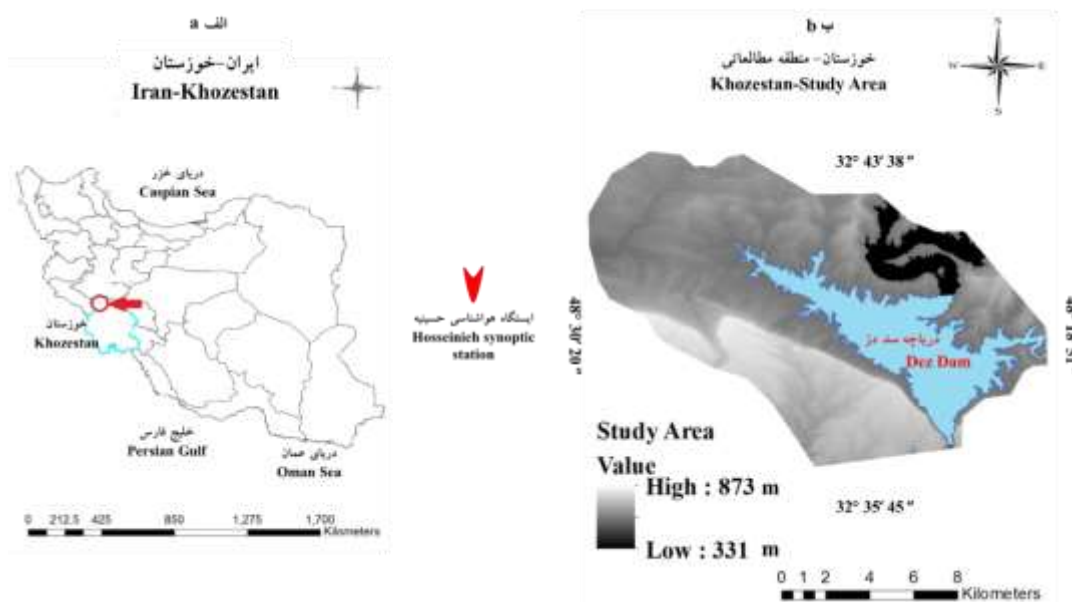 الف a
ایران-خوزستان
Iran-Khozestan
دریای خزر
Caspian Sea
خوزستان
Khozestan
خلیج فارس
Persian Gulf
دریای عمان
Oman Sea
0 212.5 425 850 1,275 1,700
Kilometers
ایستگاه هواشناسی حسینیه
Hosseinieh synoptic
station
ب b
خوزستان- منطقه مطالعاتی
Khozestan-Study Area
S
W E
S
32° 43' 38"
48° 30' 20"
48° 18' 51
دریاچه سد دز
Dez Dam
Study Area
Value
High : 873 m
Low : 331 m
32° 35' 45"
0 1 2 4 6 8
Kilometers